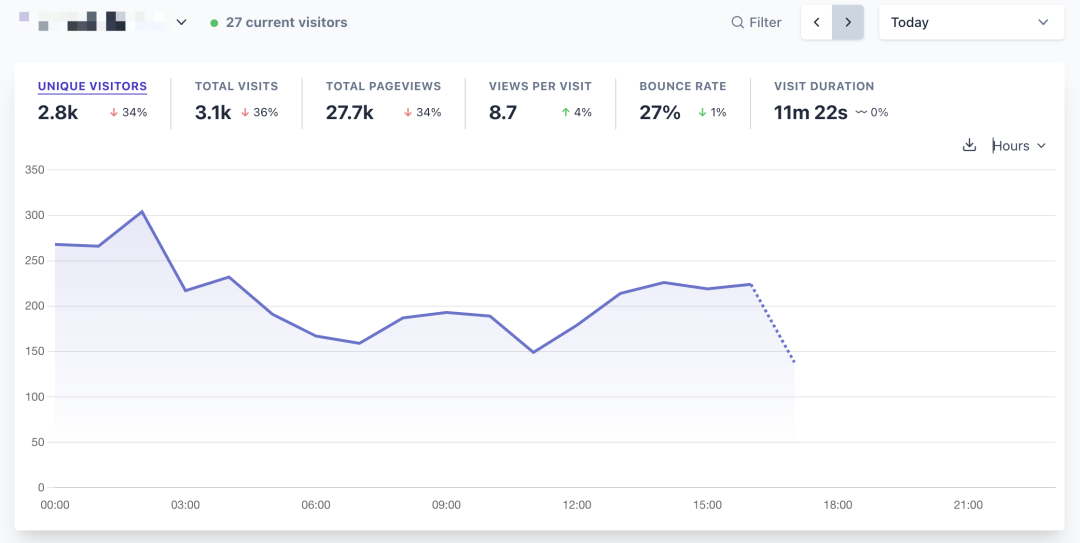 27 current visitors Filter Today
UNIQUE VISITORS TOTAL VISITS TOTAL PAGEVIEWS VIEWS PER VISIT BOUNCE RATE VISIT DURATION
2.8k 34% 3.1k 36% 27.7k 34% 8.7 4% 27% 1% 11m 22s 0%
Hours
350
300
250
200
150
100
50
0
00:00 03:00 06:00 09:00 12:00 15:00 18:00 21:00